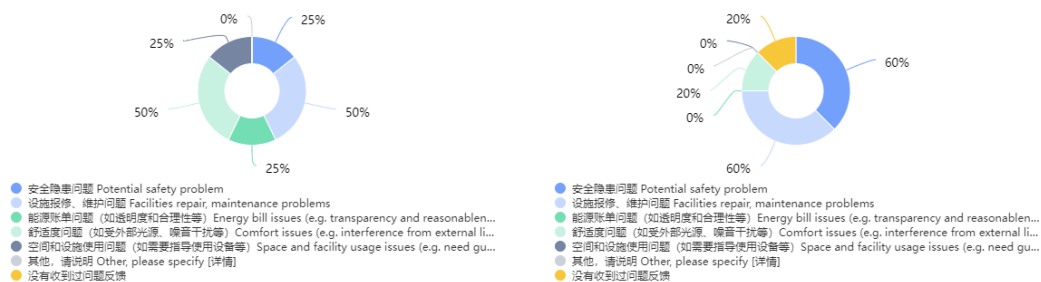 0%
25%
25%
50%
50%
25%
安全隐患问题 Potential safety problem
设施报修、维护问题 Facilities repair, maintenance problems
能源账单问题（如透明度和合理性等）Energy bill issues (e.g. transparency and reasonablen...
舒适度问题（如受外部光源、噪音干扰等）Comfort issues (e.g. interference from external li...
空间和设施使用问题（如需要指导使用设备等）Space and facility usage issues (e.g. need gu...
其他，请说明 Other, please specify [详情]
没有收到过问题反馈
20%
0%
60%
0%
20%
0%
60%
安全隐患问题 Potential safety problem
设施报修、维护问题 Facilities repair, maintenance problems
能源账单问题（如透明度和合理性等）Energy bill issues (e.g. transparency and reasonablen...
舒适度问题（如受外部光源、噪音干扰等）Comfort issues (e.g. interference from external li...
空间和设施使用问题（如需要指导使用设备等）Space and facility usage issues (e.g. need gu...
其他，请说明 Other, please specify [详情]
没有收到过问题反馈